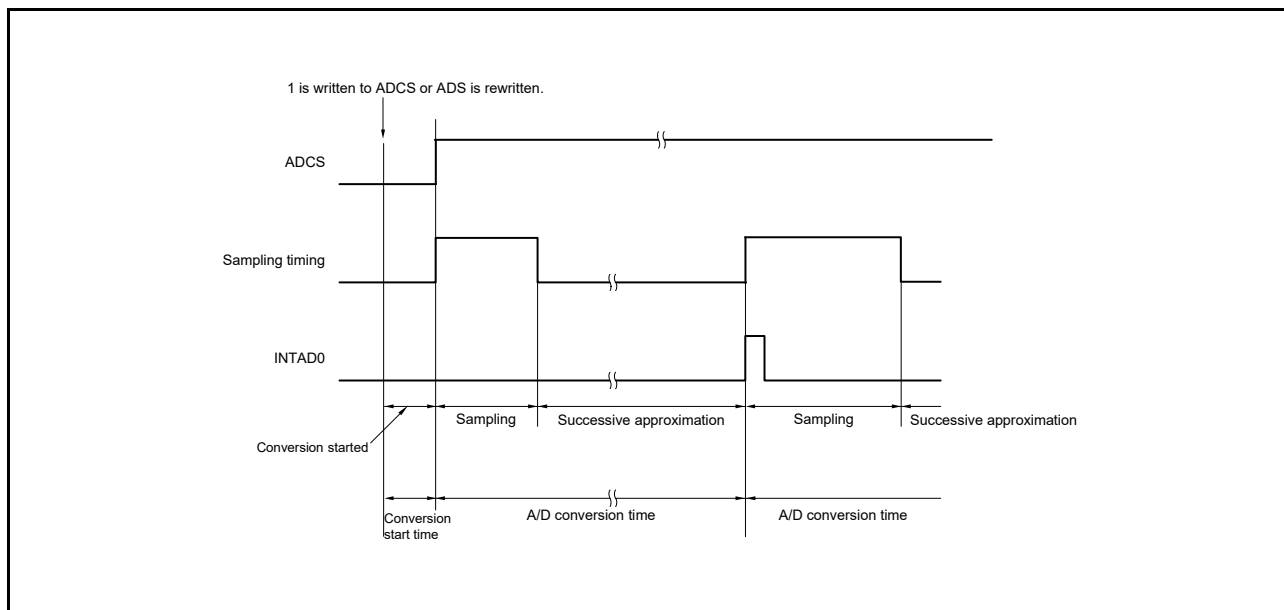 1 is written to ADCS or ADS is rewritten.
ADCS
Sampling timing
INTAD0
Sampling
Successive approximation
Sampling
Successive approximation
Conversion started
Conversion
start time
A/D conversion time
A/D conversion time